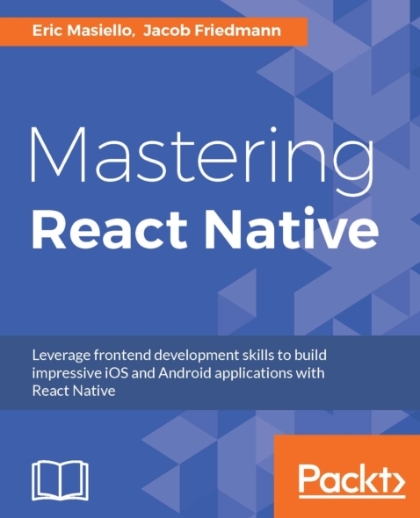 Eric Masiello, Jacob Friedmann
Mastering
React Native
Leverage frontend development skills to build
impressive iOS and Android applications with
React Native
Packt>